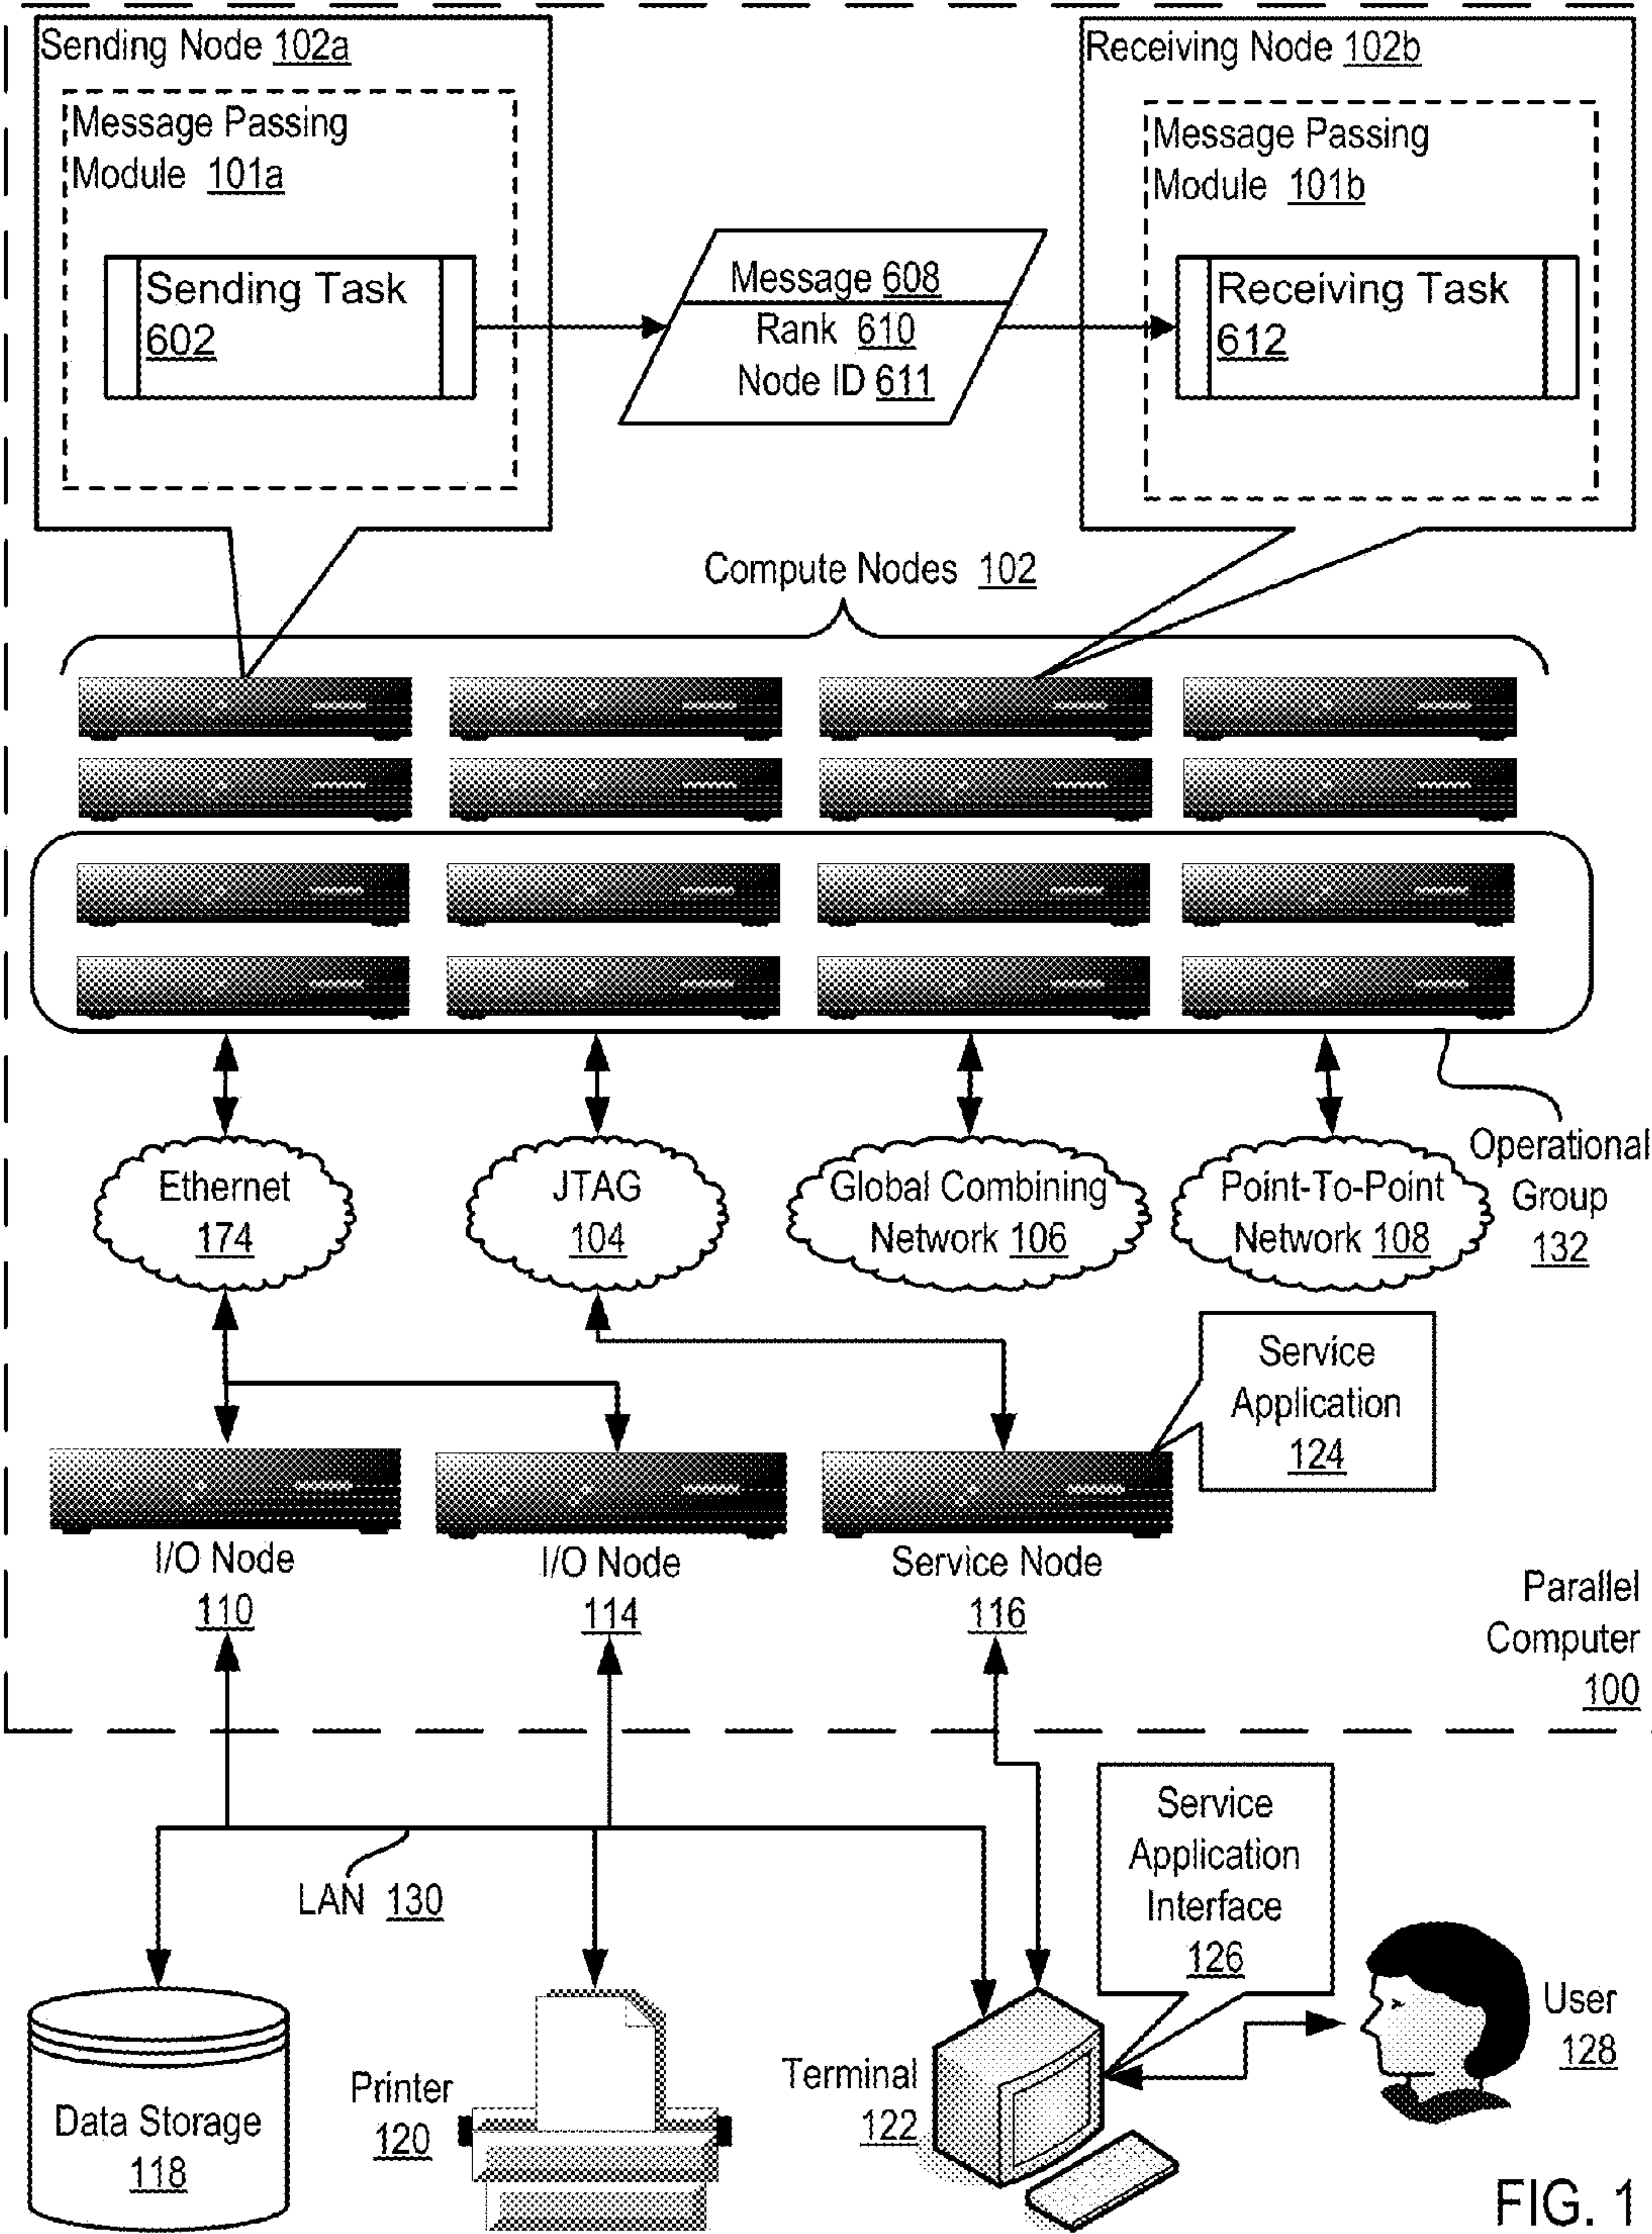 Sending Node 102a
Message Passing
Module 101a
Sending Task
602
Message 608
Rank 610
Node ID 611
Receiving Node 102b
Message Passing
Module 101b
Receiving Task
612
Compute Nodes 102
Ethernet
174
JTAG
104
Global Combining
Network 106
Point-To-Point
Network 108
Operational
Group
132
Service
Application
124
I/O Node
110
I/O Node
114
Service Node
116
Parallel
Computer
100
LAN 130
Service
Application
Interface
126
Data Storage
118
Printer
120
Terminal
122
User
128
FIG. 1